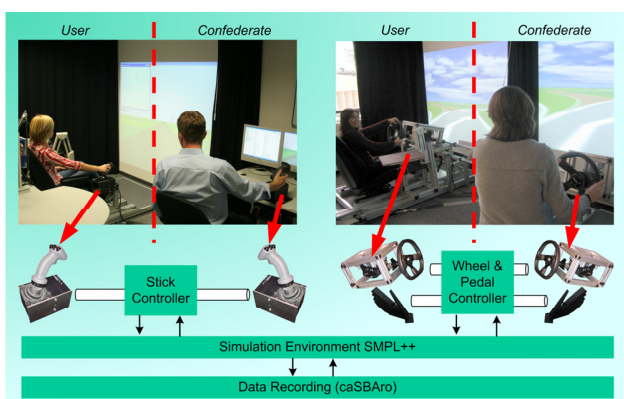 User
Confederate
User
Confederate
Stick
Controller
Wheel &
Pedal
Controller
Simulation Environment SMPL++
Data Recording (caSBAro)